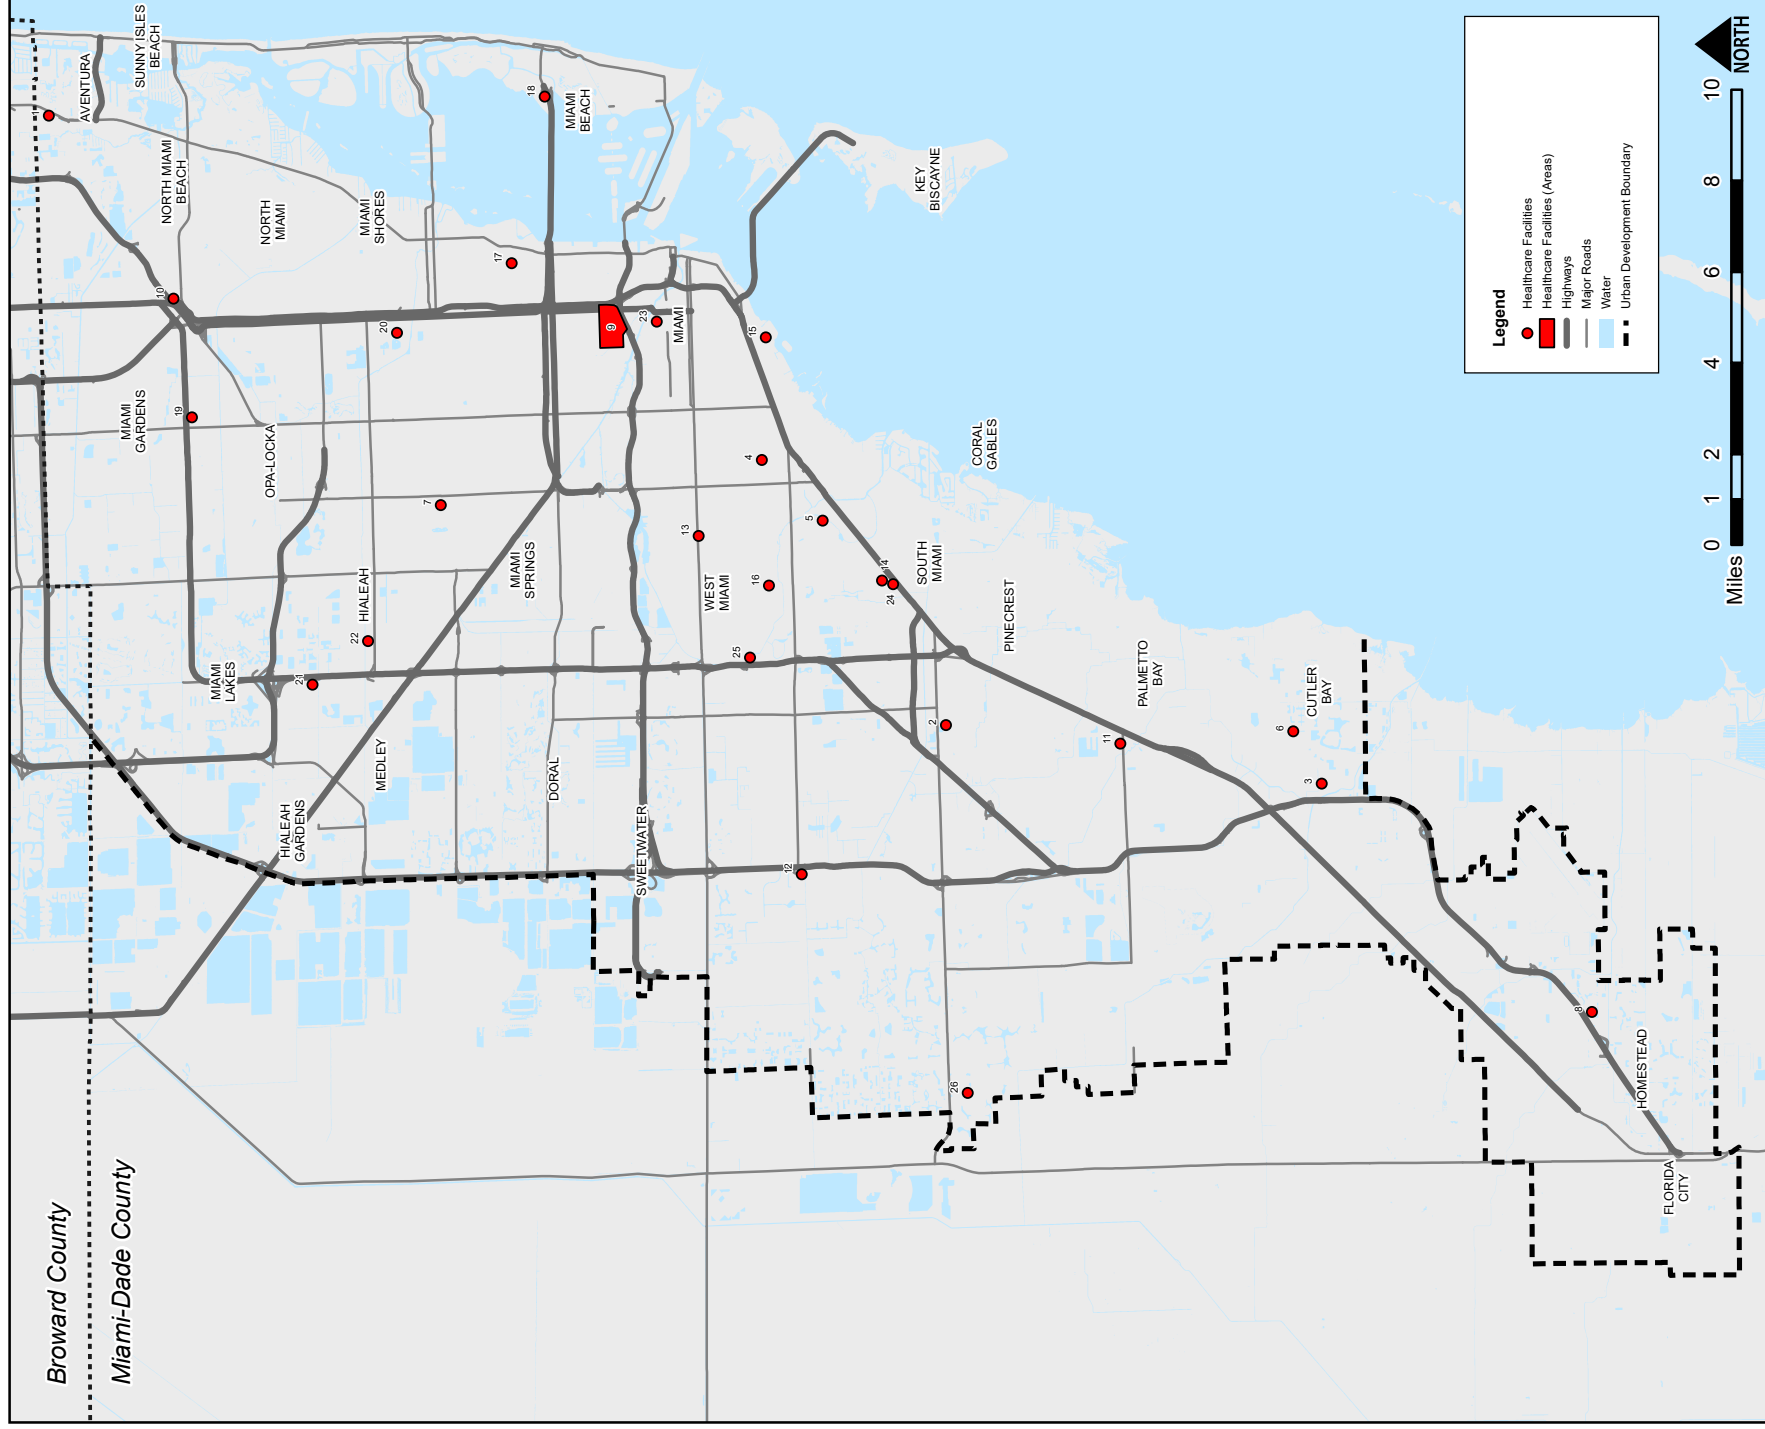 Broward County
Miami-Dade County
SUNNY ISLES
BEACH
AVENTURA
1
NORTH MIAMI
BEACH
10
NORTH
MIAMI
MIAMI
SHORES
17
18
MIAMI
BEACH
KEY
BISCAYNE
20
9
23
MIAMI
15
MIAMI
GARDENS
19
OPA-LOCKA
7
4
CORAL
GABLES
5
13
MIAMI
SPRINGS
HIALEAH
22
WEST
MIAMI
16
14
24
SOUTH
MIAMI
PINECREST
25
MIAMI
LAKES
21
MEDLEY
DORAL
2
11
PALMETTO
BAY
CUTLER
BAY
6
3
HIALEAH
GARDENS
SWEETWATER
12
26
8
HOMESTEAD
FLORIDA
CITY
Legend
Healthcare Facilities
Healthcare Facilities (Areas)
Highways
Major Roads
Water
Urban Development Boundary
NORTH
0 1 2 4 6 8 10
Miles